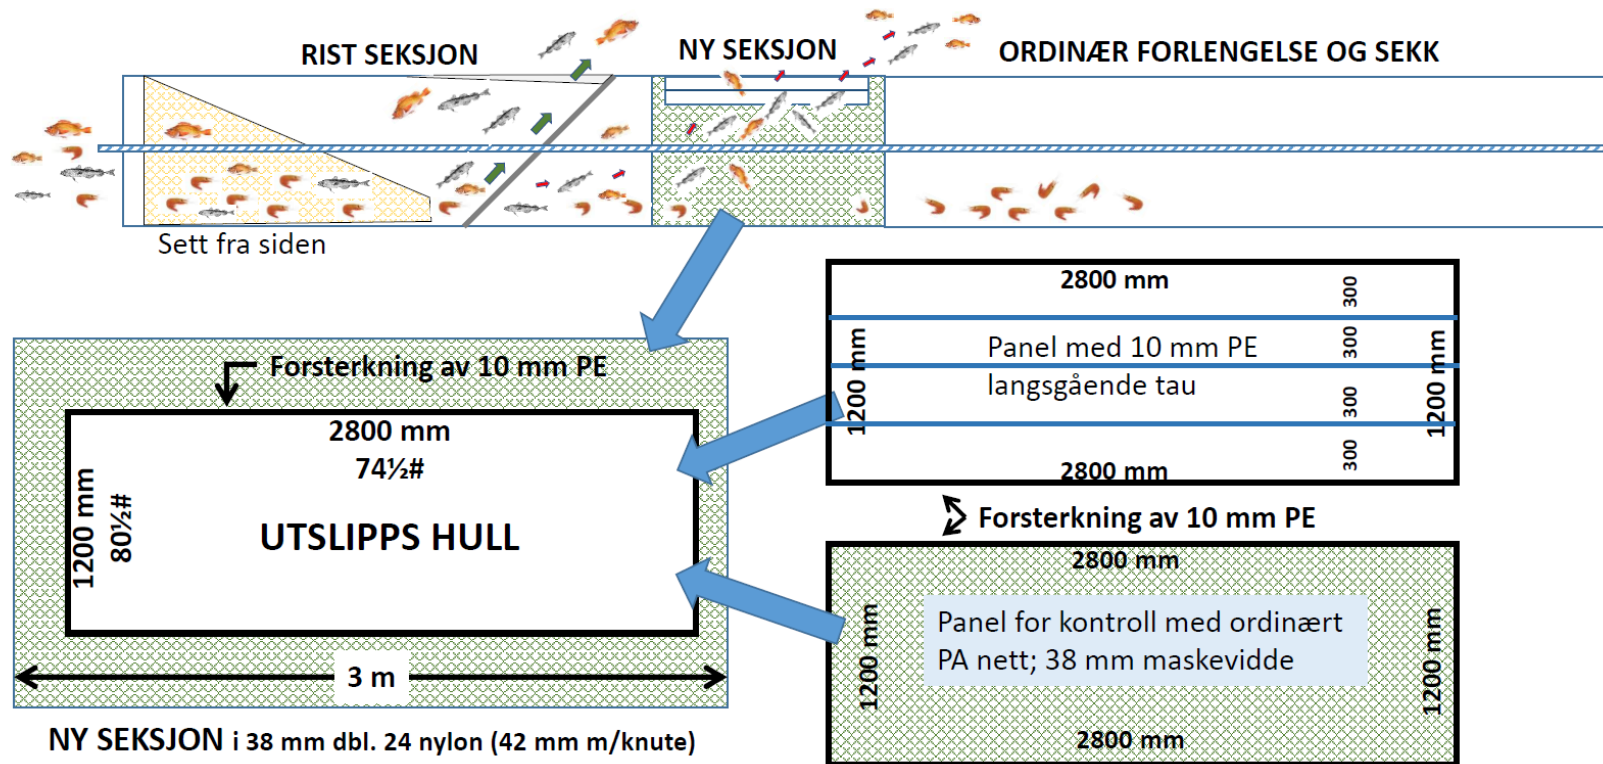 RIST SEKSJON
NY SEKSJON
ORDINÆR FORLENGELSE OG SEKK
Sett fra siden
Forsterkning av 10 mm PE
2800 mm
74½#
1200 mm
80½#
UTSLIPPS HULL
3 m
NY SEKSJON i 38 mm dbl. 24 nylon (42 mm m/knute)
2800 mm
300
300
300
300
1200 mm
Panel med 10 mm PE
langsgående tau
1200 mm
2800 mm
Forsterkning av 10 mm PE
2800 mm
1200 mm
Panel for kontroll med ordinært
PA nett; 38 mm maskevidde
1200 mm
2800 mm